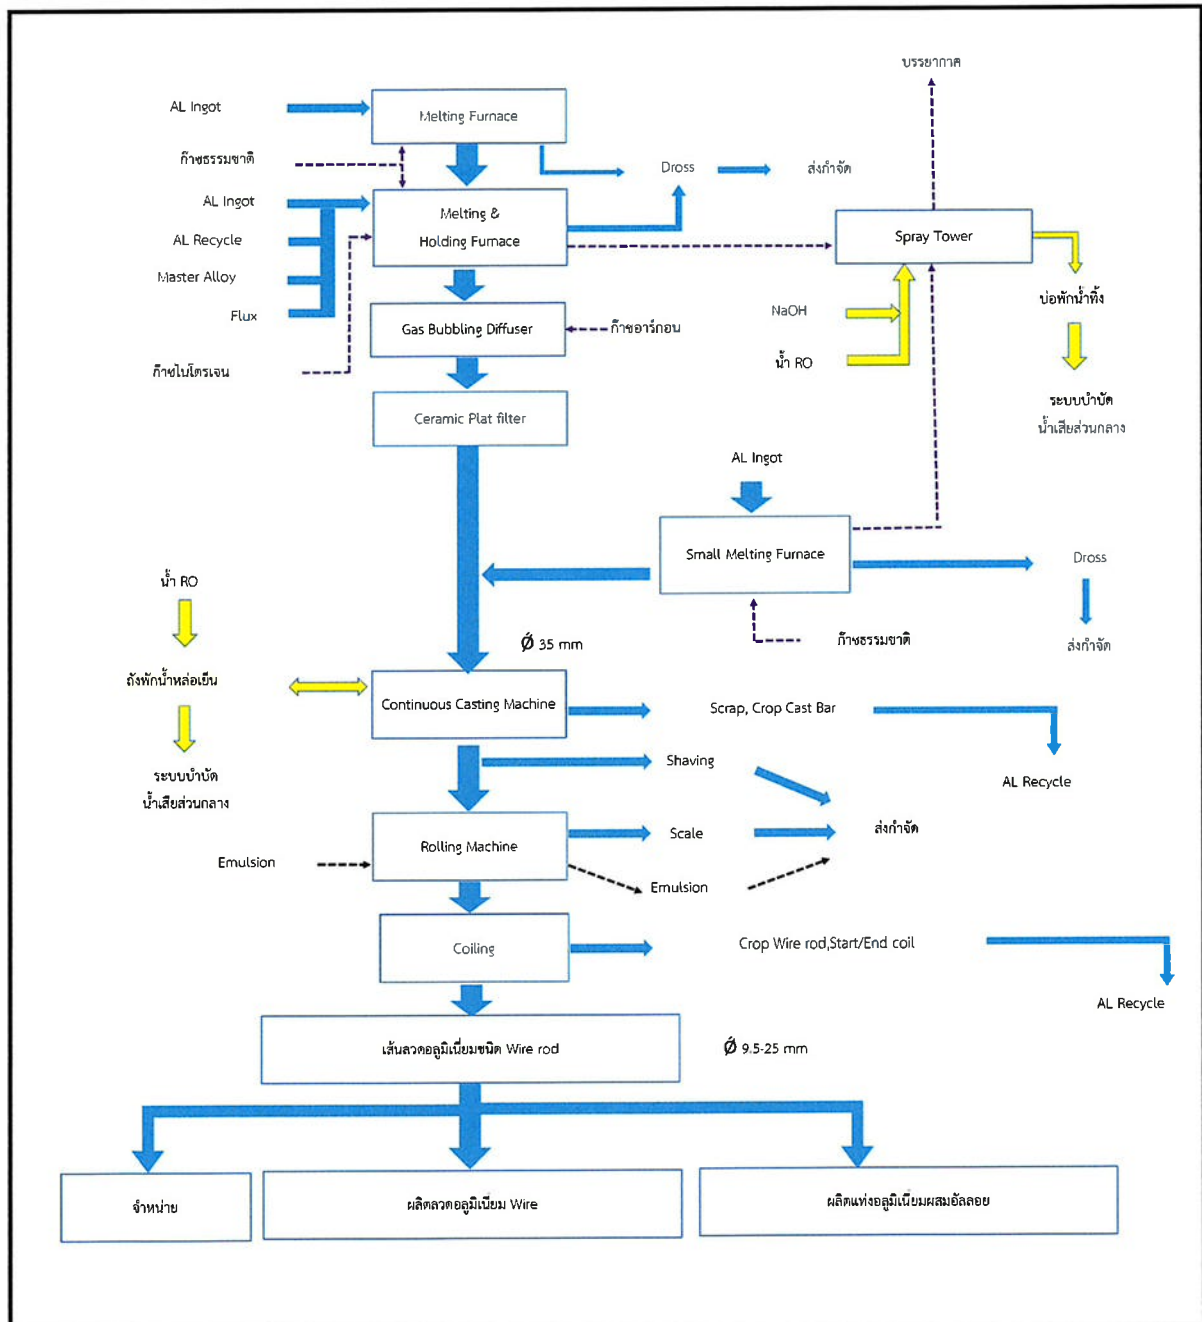 บรรยากาศ
AL Ingot
Melting Furnace
ก๊าซธรรมชาติ
Dross
ส่งกำจัด
AL Ingot
Melting &
Holding Furnace
AL Recycle
Master Alloy
Flux
Spray Tower
บ่อพักน้ำทิ้ง
NaOH
น้ำ RO
Gas Bubbling Diffuser
ก๊าซอาร์กอน
ก๊าซไนโตรเจน
ระบบบำบัด
น้ำเสียส่วนกลาง
Ceramic Plat filter
AL Ingot
Small Melting Furnace
Dross
น้ำ RO
ก๊าซธรรมชาติ
ส่งกำจัด
Ǿ 35 mm
ถังพักน้ำหล่อเย็น
Continuous Casting Machine
Scrap, Crop Cast Bar
Shaving
AL Recycle
ระบบบำบัด
น้ำเสียส่วนกลาง
Rolling Machine
Scale
ส่งกำจัด
Emulsion
Emulsion
Coiling
Crop Wire rod,Start/End coil
AL Recycle
เส้นลวดอลูมิเนี่ยมชนิด Wire rod
Ǿ 9.5-25 mm
จำหน่าย
ผลิตลวดอลูมิเนี่ยม Wire
ผลิตแท่งอลูมิเนี่ยมผสมอัลลอย